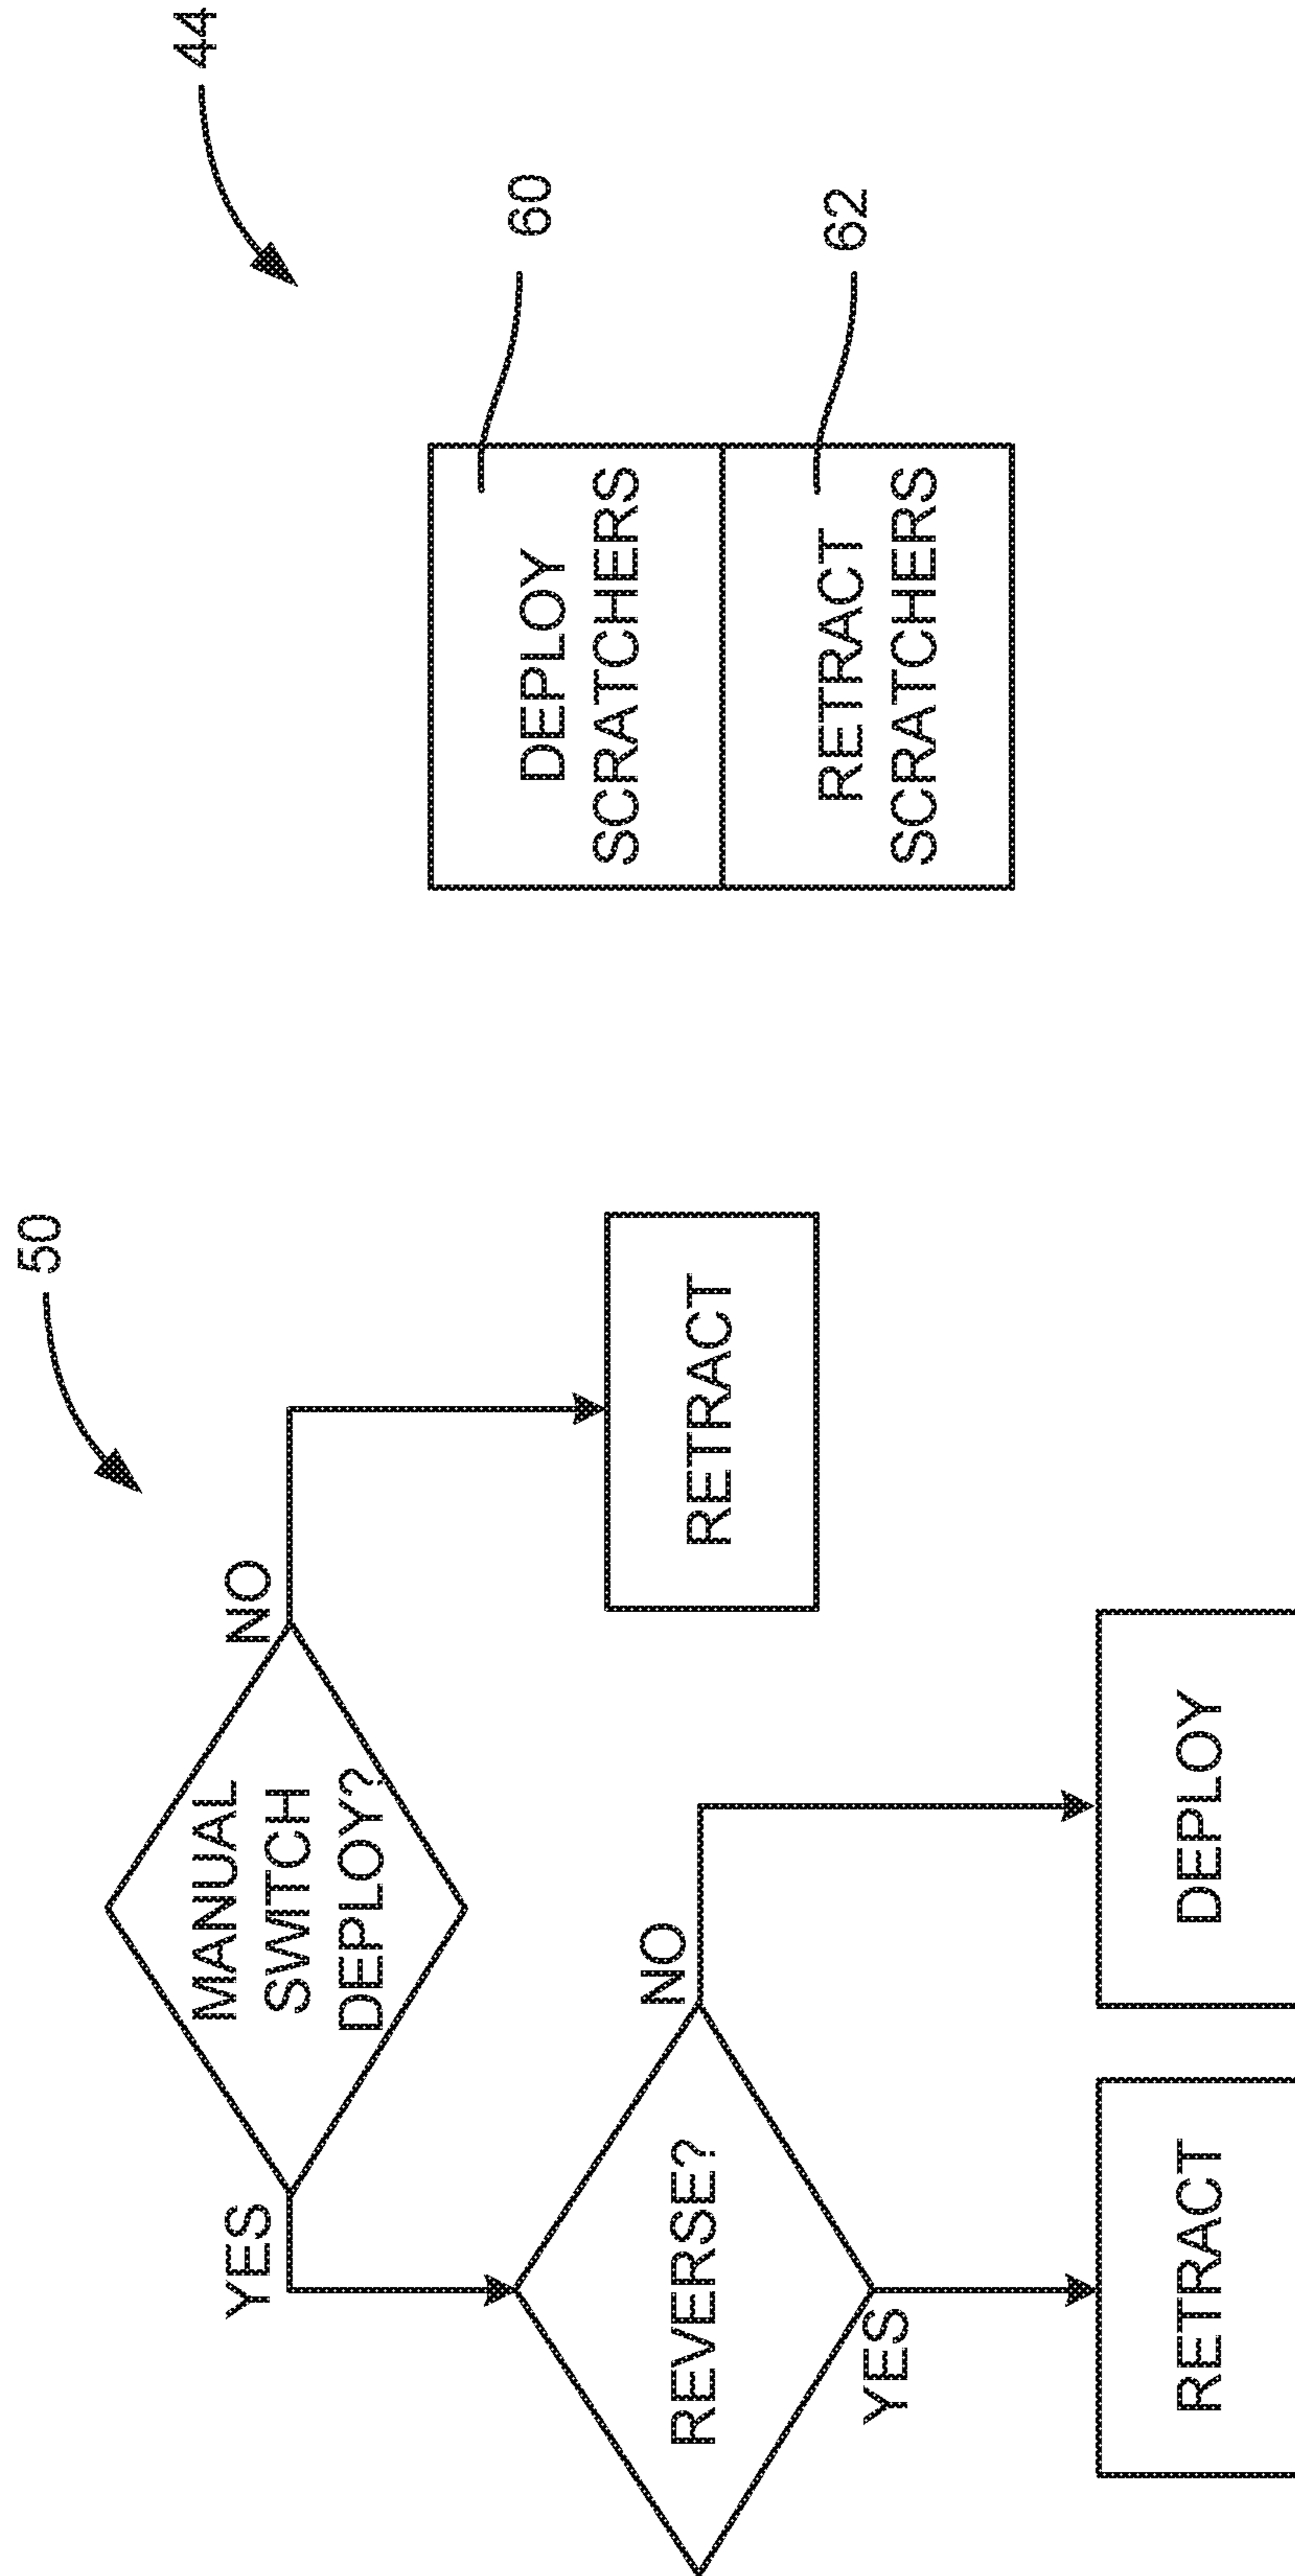 50
MANUAL
SWITCH
DEPLOY?
YES
NO
REVERSE?
NO
YES
RETRACT
RETRACT
DEPLOY
44
DEPLOY
SCRATCHERS
60
RETRACT
SCRATCHERS
62